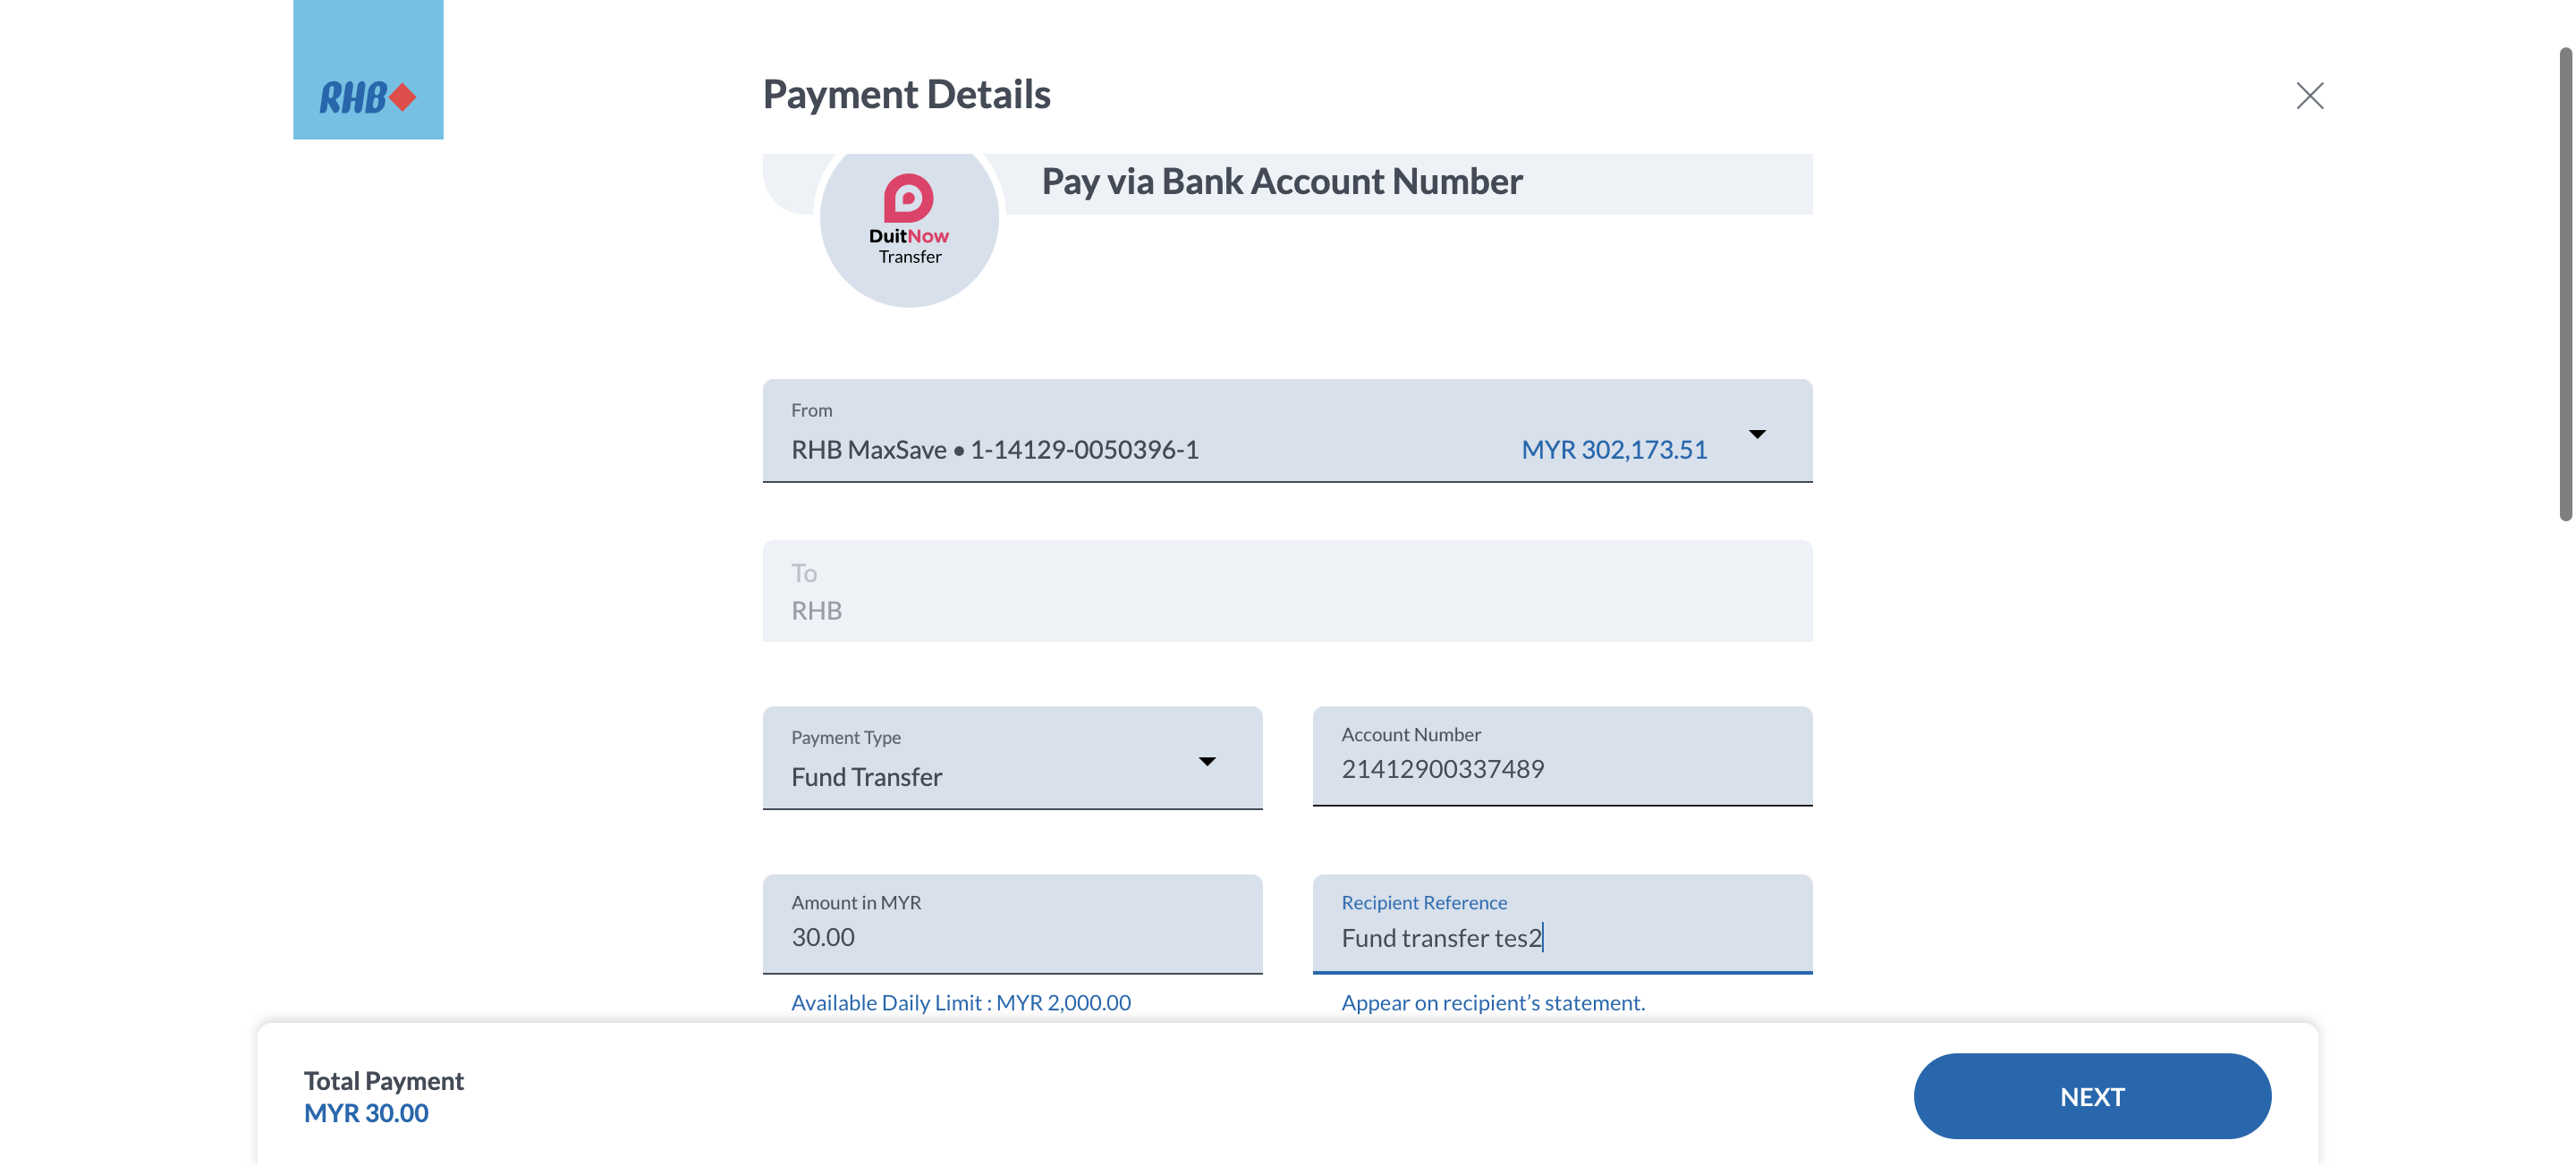 RHB
Payment Details
Pay via Bank Account Number
DuitNow
Transfer
From
RHB MaxSave • 1-14129-0050396-1 MYR 302,173.51
To
RHB
Payment Type
Fund Transfer
Account Number
21412900337489
Amount in MYR
30.00
Recipient Reference
Fund transfer tes2
Available Daily Limit : MYR 2,000.00
Appear on recipient’s statement.
Total Payment
MYR 30.00
NEXT